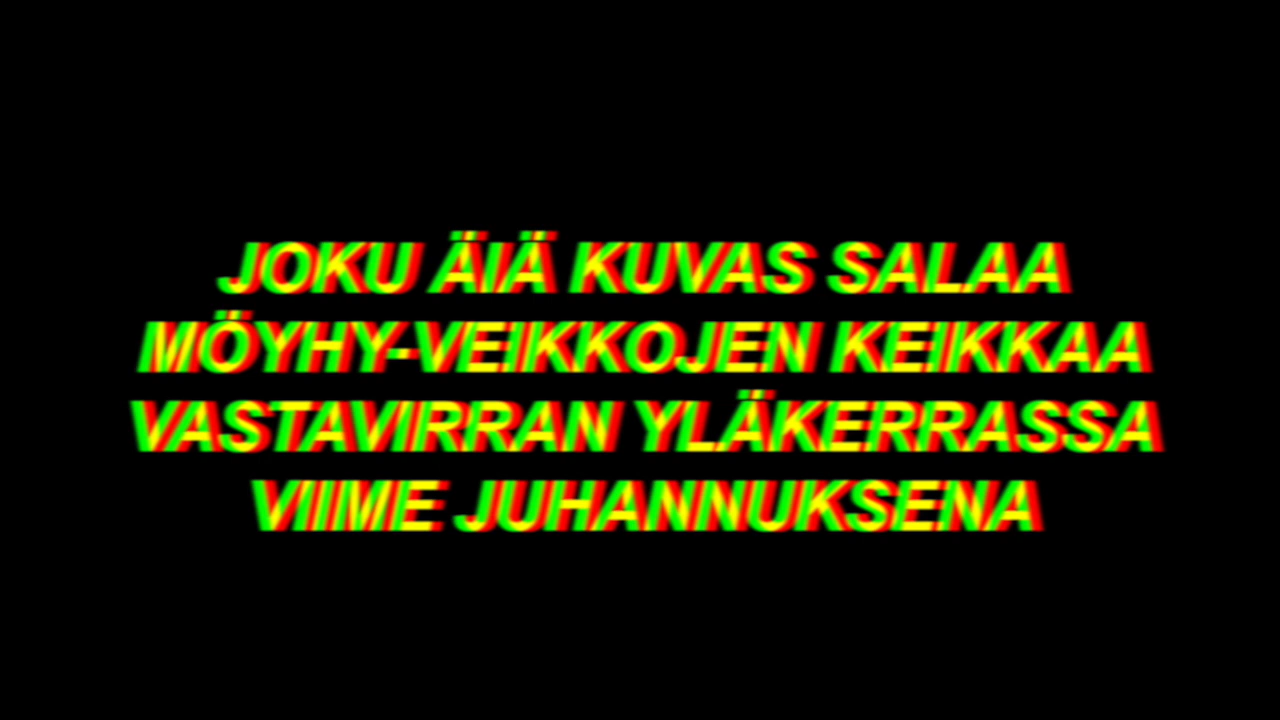 JOKU ÄIÄ KUVAS SALAA
MÖYHY-VEIKKOJEN KEIKKAA
VASTAVIRRAN YLÄKERRASSA
VIIME JUHANNUKSENA